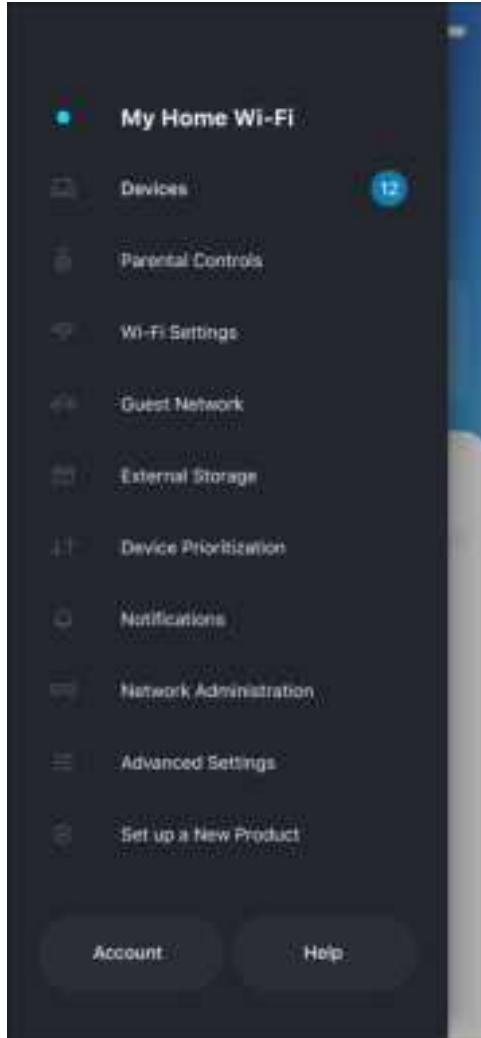 My Home Wi-Fi
Devices 12
Parental Controls
Wi-Fi Settings
Guest Network
External Storage
Device Prioritization
Notifications
Network Administration
Advanced Settings
Set up a New Product
Account Help